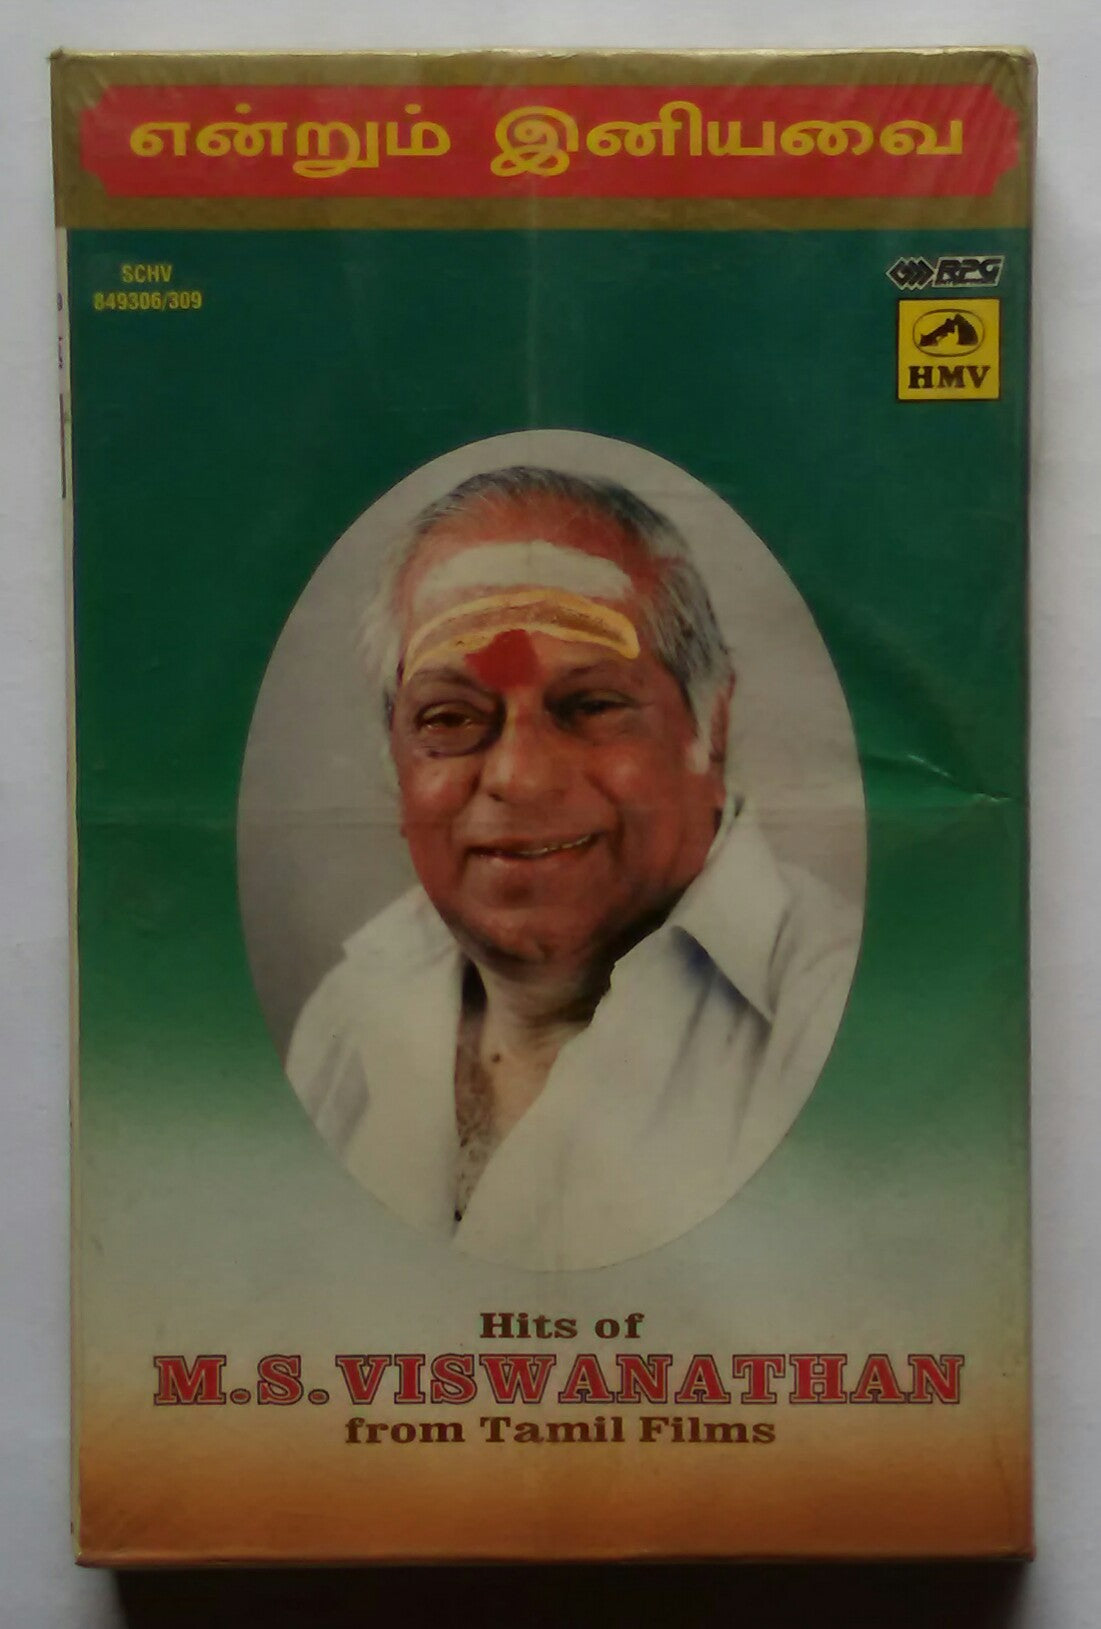 என்றும் இனியவை
SCHV
849306/309
RPG
HMV
Hits of
M.S.VISWANATHAN
from Tamil Films